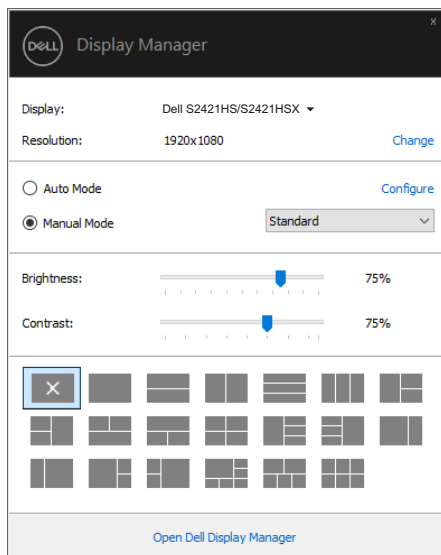 x
DELL Display Manager
Display: Dell S2421HS/S2421HSX
Resolution: 1920x1080 Change
Auto Mode Configure
Manual Mode Standard
Brightness: 75%
Contrast: 75%
Open Dell Display Manager